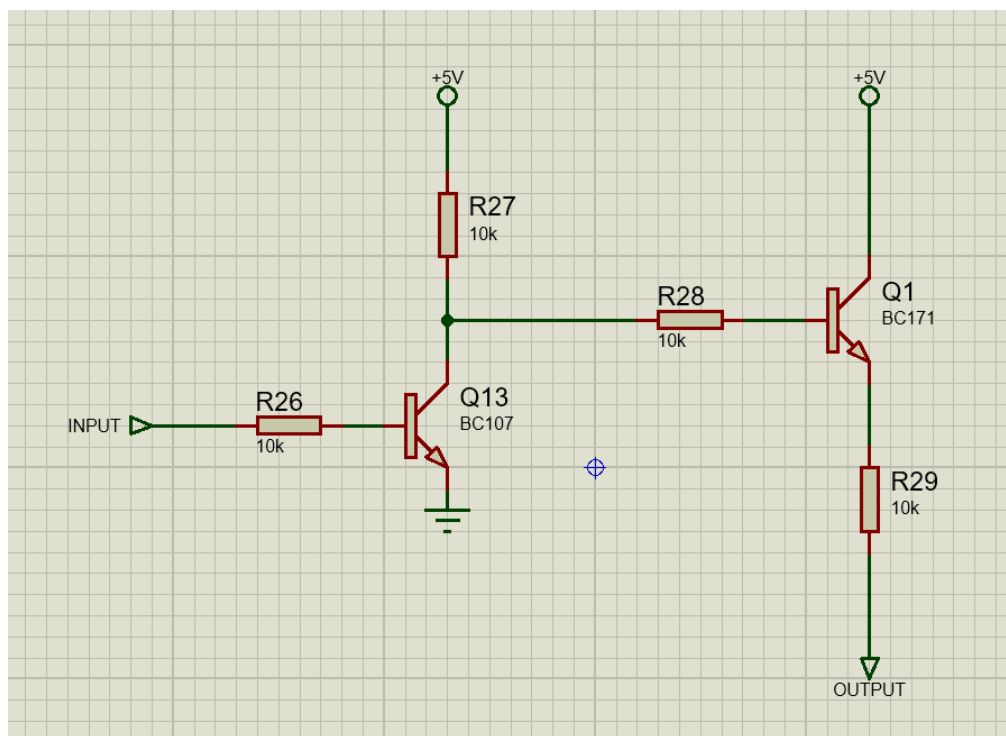 +5V
+5V
R27
10k
R28
10k
Q1
BC171
INPUT
R26
10k
Q13
BC107
R29
10k
OUTPUT